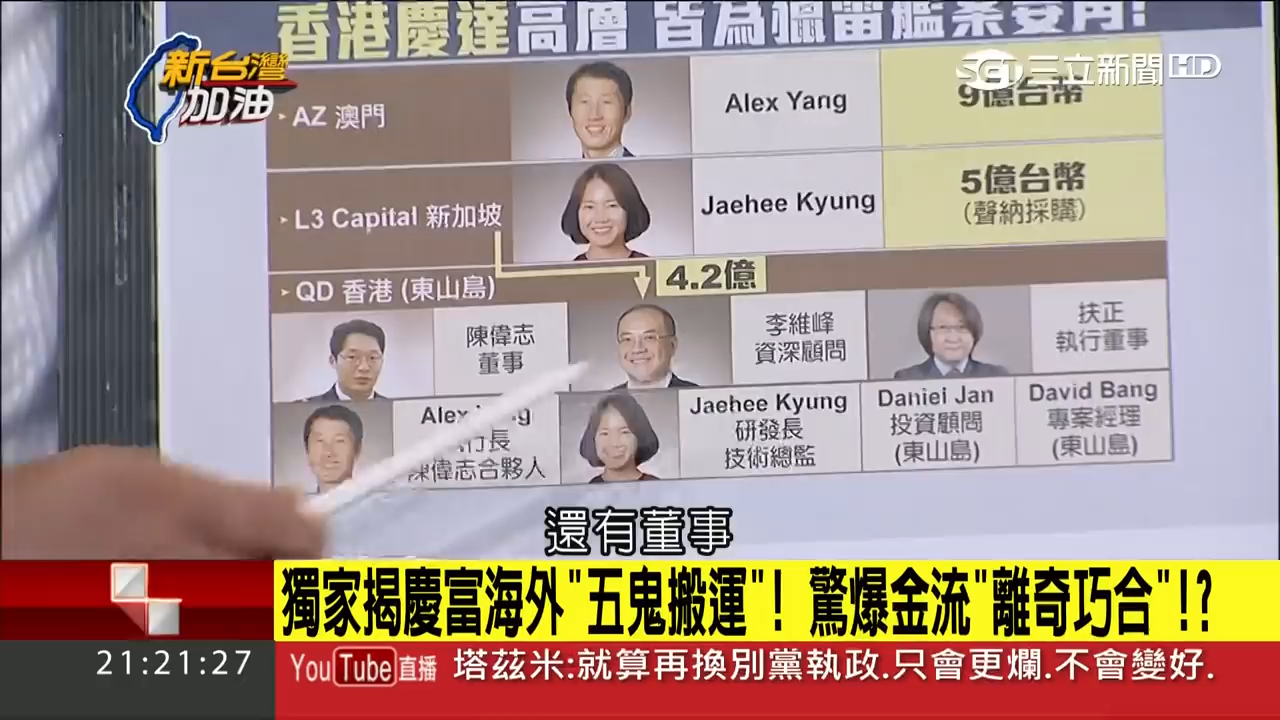 香港慶達高層 皆為獵雷艦案要角!
新台灣
加油
SET 三立新聞 HD
AZ 澳門
Alex Yang
9億台幣
L3 Capital 新加坡
Jaehee Kyung
5億台幣
(聲納採購)
4.2億
QD 香港 (東山島)
陳偉志
董事
李維峰
資深顧問
扶正
執行董事
陳偉志合夥人
Jaehee Kyung
研發長
技術總監
Daniel Jan
投資顧問
(東山島)
David Bang
專案經理
(東山島)
還有董事
獨家揭慶富海外"五鬼搬運"! 驚爆金流"離奇巧合"!?
21:21:27
YouTube直播
塔茲米:就算再換別黨執政.只會更爛.不會變好.